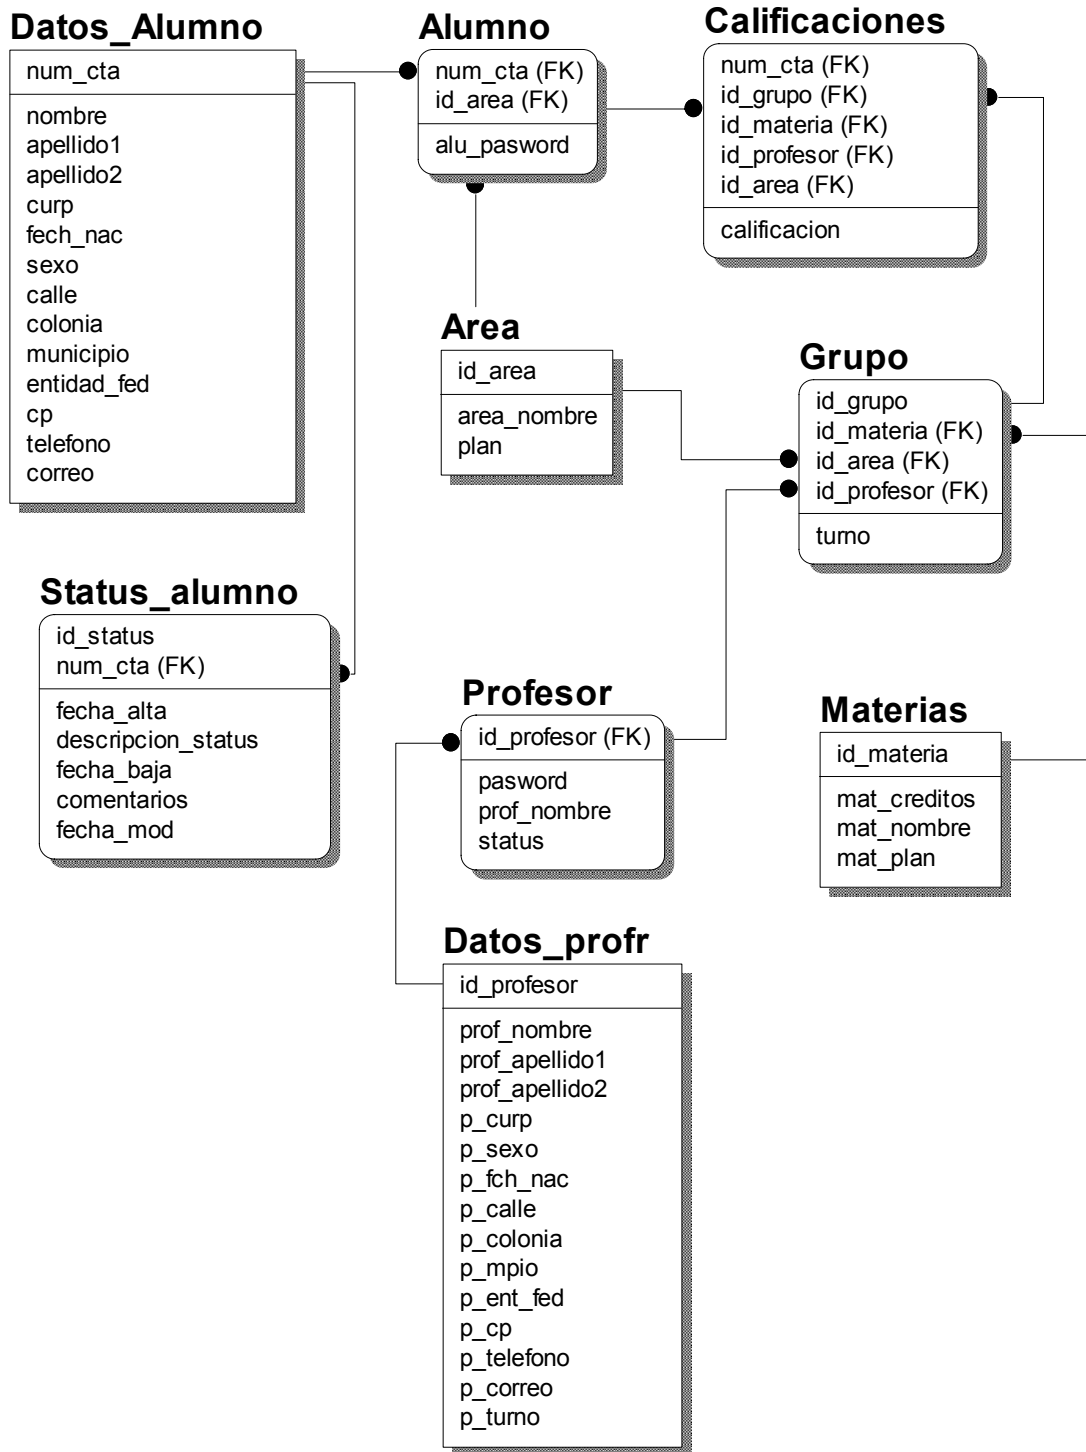 Datos_Alumno
num_cta
nombre
apellido1
apellido2
curp
fech_nac
sexo
calle
colonia
municipio
entidad_fed
cp
telefono
correo
Alumno
num_cta (FK)
id_area (FK)
alu_pasword
Calificaciones
num_cta (FK)
id_grupo (FK)
id_materia (FK)
id_profesor (FK)
id_area (FK)
calificacion
Area
id_area
area_nombre
plan
Grupo
id_grupo
id_materia (FK)
id_area (FK)
id_profesor (FK)
turno
Status_alumno
id_status
num_cta (FK)
fecha_alta
descripcion_status
fecha_baja
comentarios
fecha_mod
Profesor
id_profesor (FK)
pasword
prof_nombre
status
Materias
id_materia
mat_creditos
mat_nombre
mat_plan
Datos_profr
id_profesor
prof_nombre
prof_apellido1
prof_apellido2
p_curp
p_sexo
p_fch_nac
p_calle
p_colonia
p_mpio
p_ent_fed
p_cp
p_telefono
p_correo
p_turno